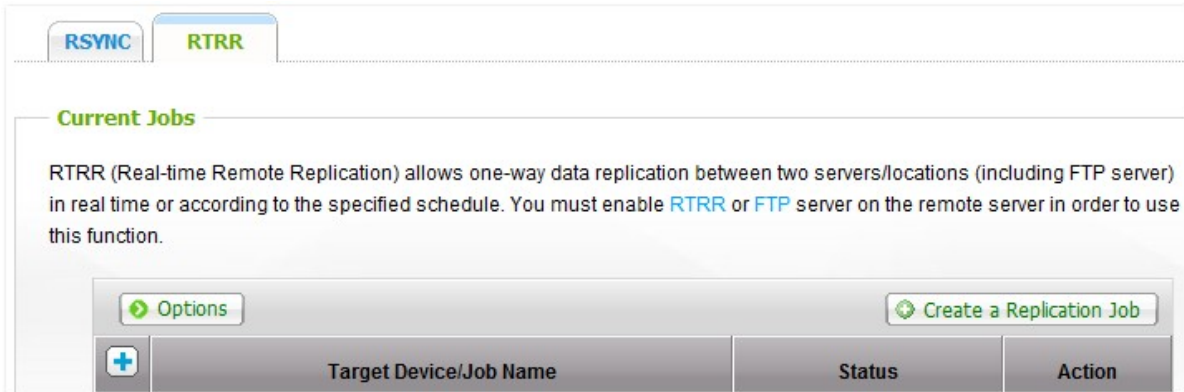 RSYNC RTRR
Current Jobs
RTRR (Real-time Remote Replication) allows one-way data replication between two servers/locations (including FTP server)
in real time or according to the specified schedule. You must enable RTRR or FTP server on the remote server in order to use
this function.
Options Create a Replication Job
Target Device/Job Name Status Action